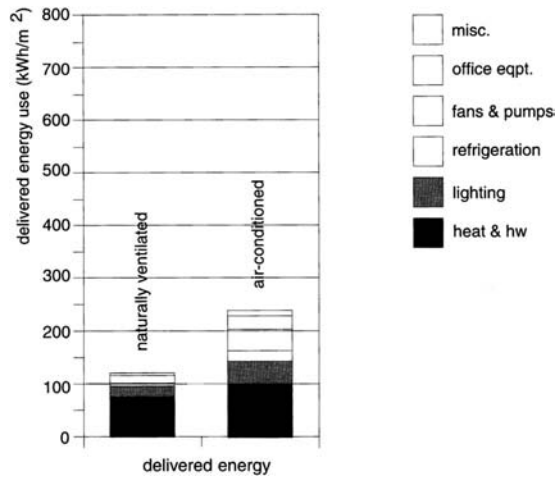 delivered energy use (kWh/m 2)
800
700
600
500
400
300
200
100
0
naturally ventilated
air-conditioned
delivered energy
misc.
office eqpt.
fans & pumps
refrigeration
lighting
heat & hw